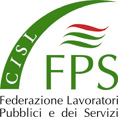 CISL
FPS
Federazione Lavoratori
Pubblici e dei Servizi